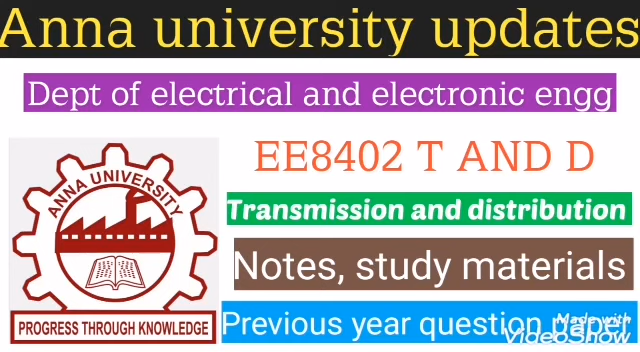 Anna university updates
Dept of electrical and electronic engg
EE8402 T AND D
ANNA UNIVERSITY
Transmission and distribution
Notes, study materials
PROGRESS THROUGH KNOWLEDGE
Previous year question paper
Made with
VideoShow